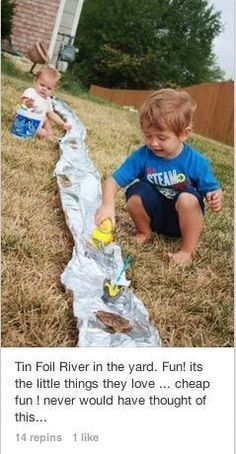 STEAM
Tin Foil River in the yard. Fun! its
the little things they love ... cheap
fun ! never would have thought of
this...
14 repins 1 like